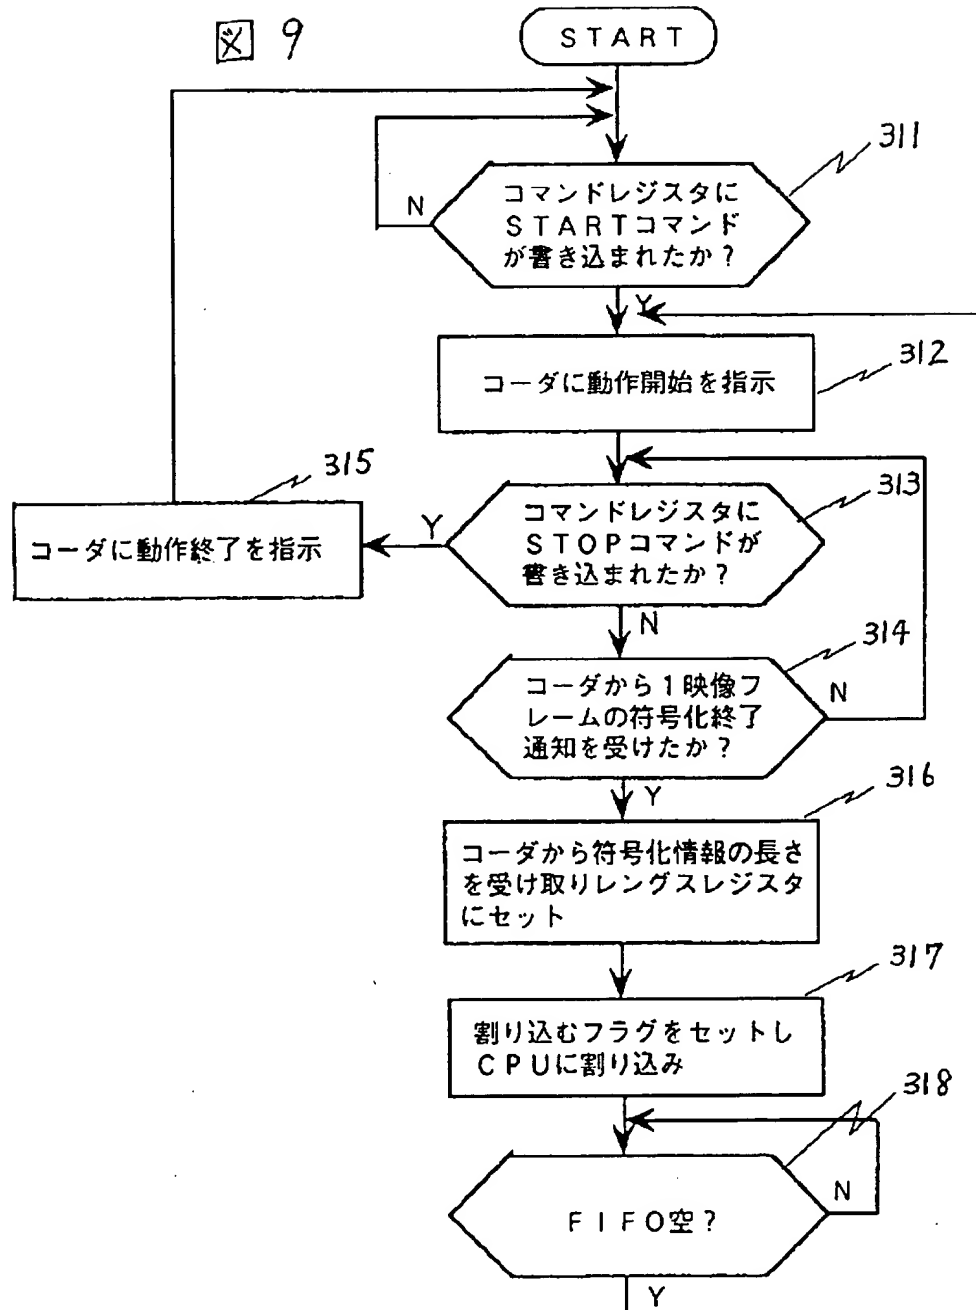 図 9
START
311
コマンドレジスタに
STARTコマンド
が書き込まれたか?
N
Y
312
コーダに動作開始を指示
313
コマンドレジスタに
STOPコマンドが
書き込まれたか?
Y
315
コーダに動作終了を指示
N
314
コーダから1映像フ
レームの符号化終了
通知を受けたか?
N
Y
316
コーダから符号化情報の長さ
を受け取りレングスレジスタ
にセット
317
割り込むフラグをセットし
CPUに割り込み
318
FIFO空?
N
Y